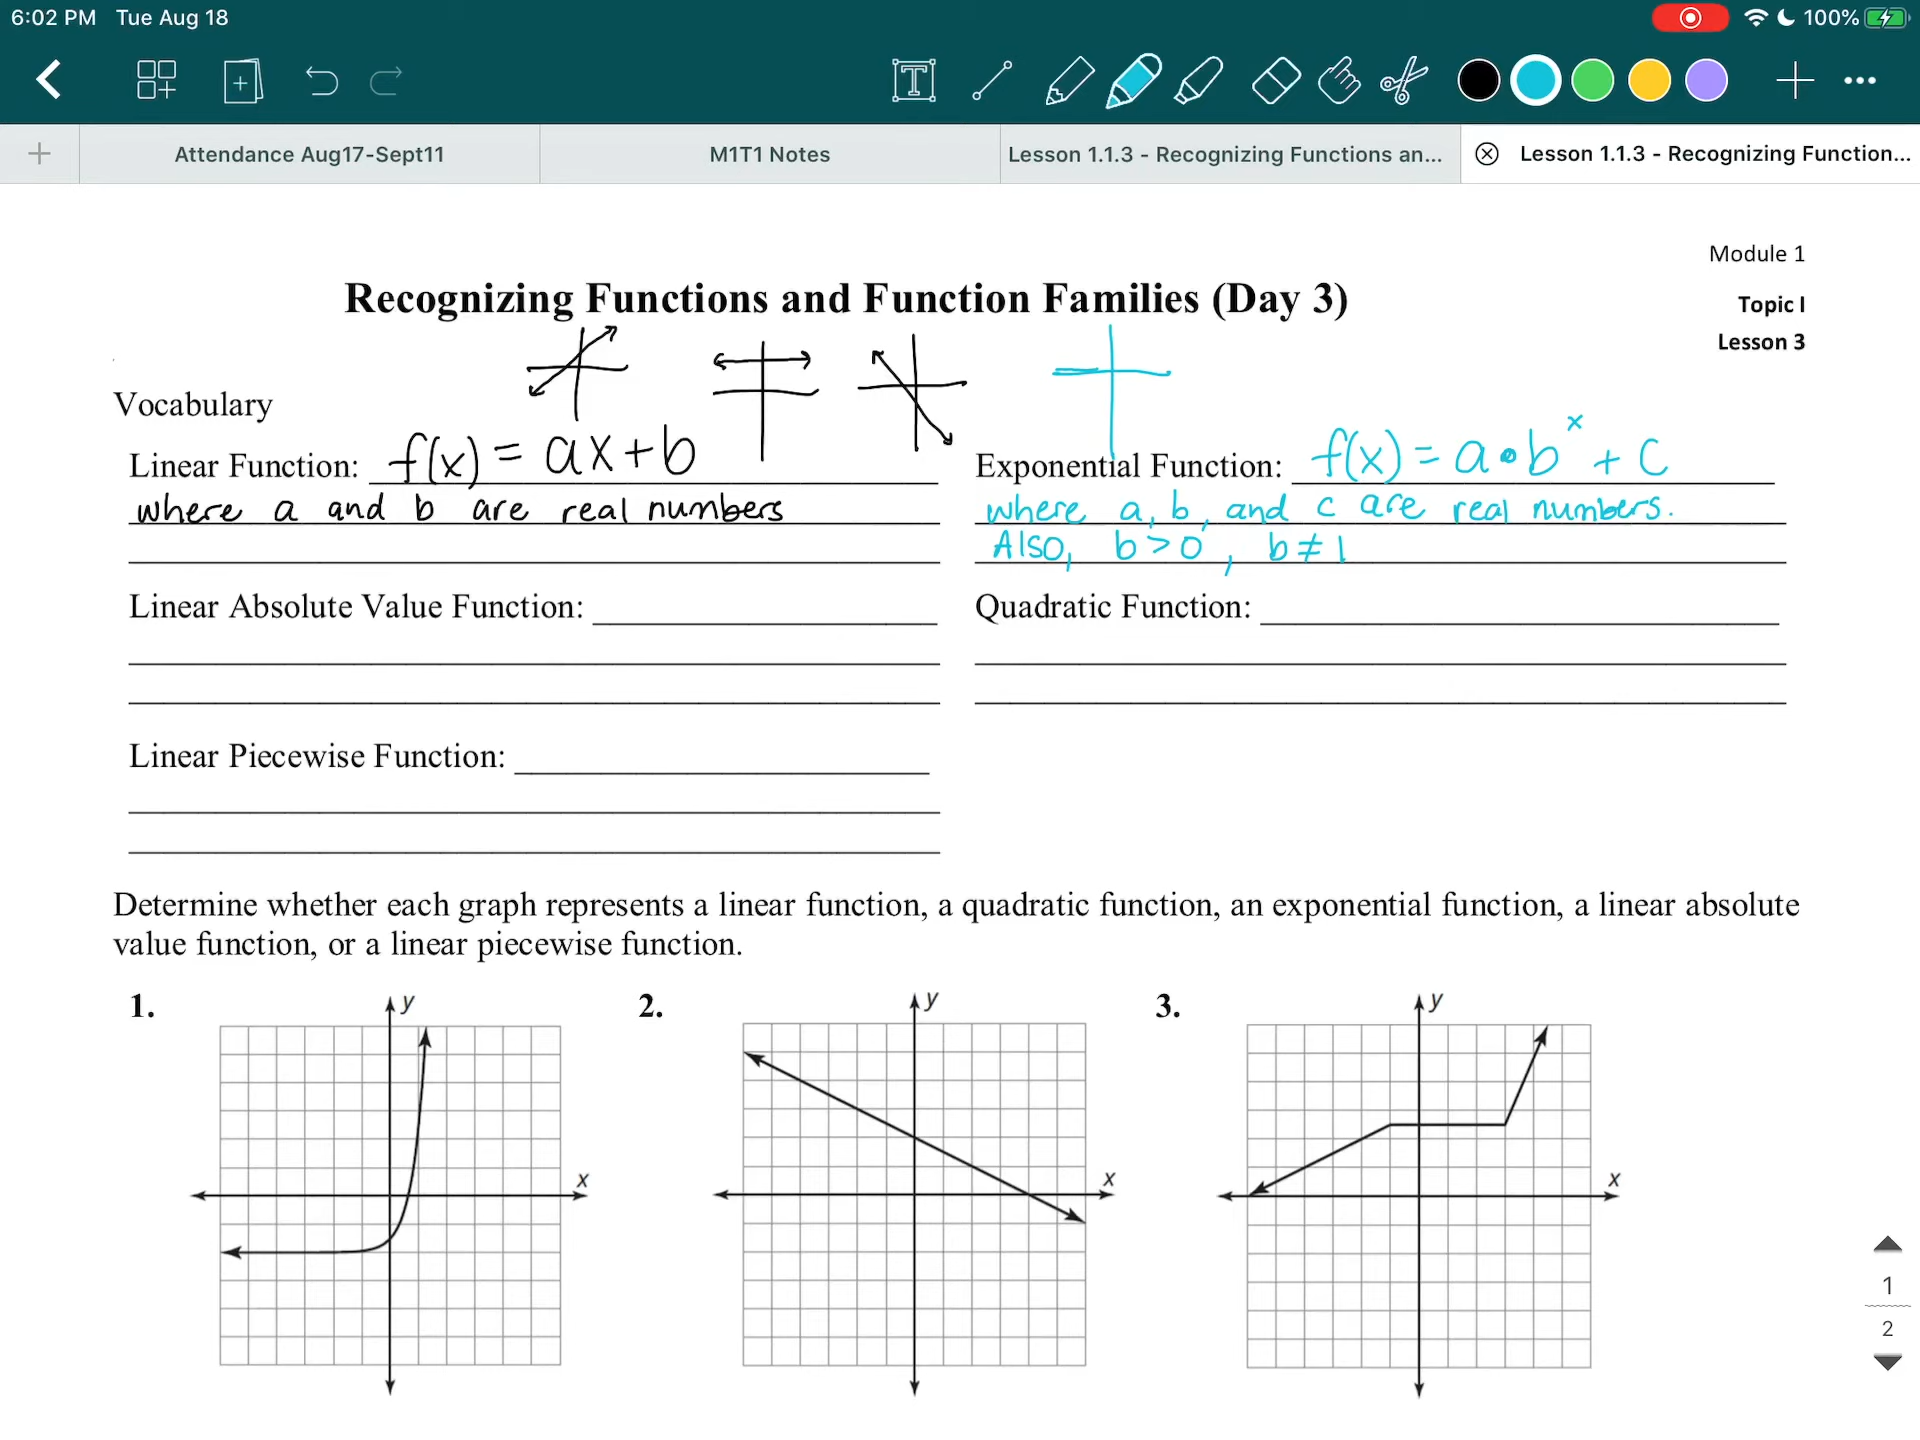 6:02 PM Tue Aug 18
100%
T
Attendance Aug17-Sept11
M1T1 Notes
Lesson 1.1.3 - Recognizing Functions an...
Lesson 1.1.3 - Recognizing Function...
Module 1
Recognizing Functions and Function Families (Day 3)
Topic I
Lesson 3
Vocabulary
Linear Function: f(x) = ax+b
where a and b are real numbers
Exponential Function: f(x) = a•b^x + c
where a, b, and c are real numbers.
Also, b>0, b≠1
Linear Absolute Value Function:
Quadratic Function:
Linear Piecewise Function:
Determine whether each graph represents a linear function, a quadratic function, an exponential function, a linear absolute
value function, or a linear piecewise function.
1.
y
x
2.
y
x
3.
y
x
1
2